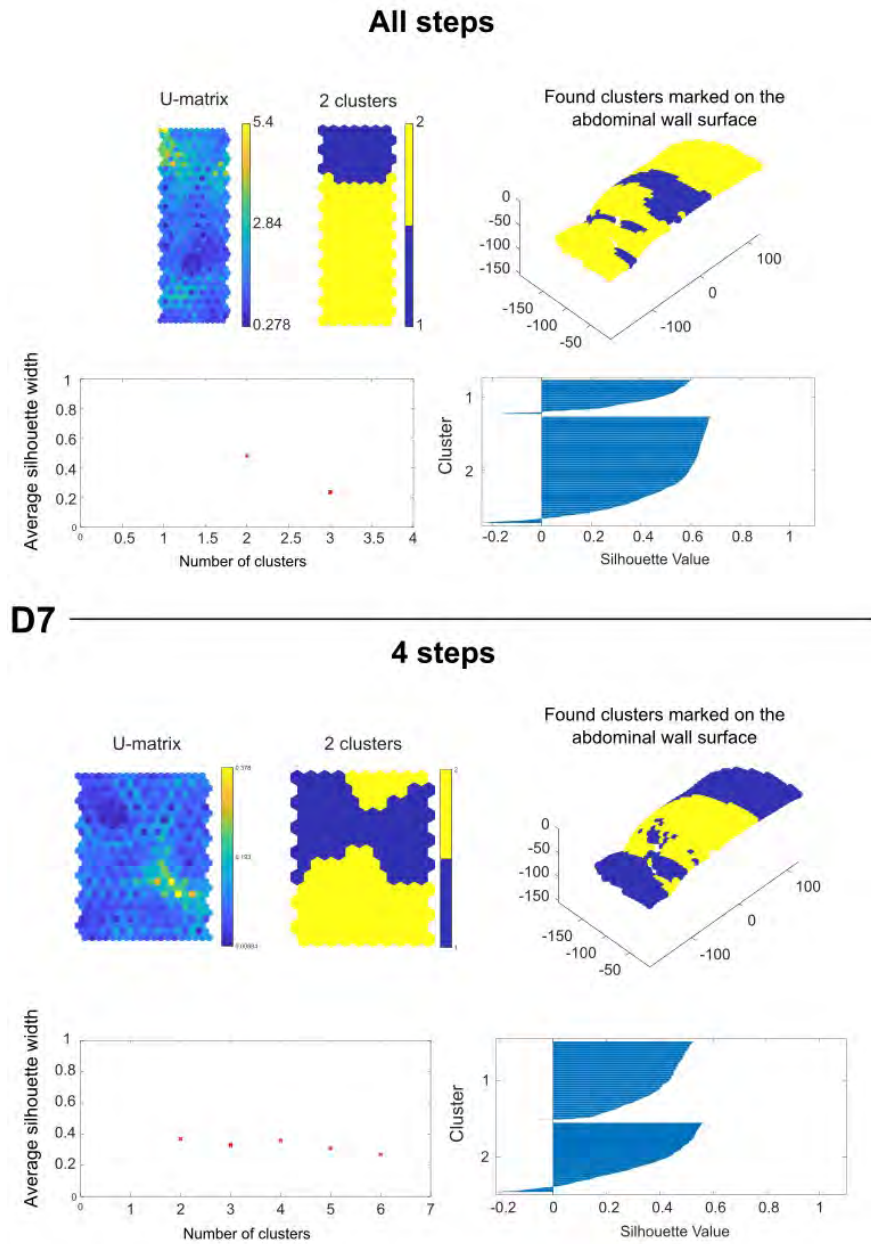 All steps
U-matrix
5.4
2.84
0.278
2 clusters
2
1
Found clusters marked on the
abdominal wall surface
0
-50
-100
-150
-150
-100
-50
-100
0
100
Average silhouette width
1
0.8
0.6
0.4
0.2
0
0 0.5 1 1.5 2 2.5 3 3.5 4
Number of clusters
Cluster
1
2
-0.2 0 0.2 0.4 0.6 0.8 1
Silhouette Value
D7
4 steps
U-matrix
0.378
0.193
2 clusters
2
1
Found clusters marked on the
abdominal wall surface
0
-50
-100
-150
-150
-100
-50
-100
0
100
Average silhouette width
1
0.8
0.6
0.4
0.2
0
0 1 2 3 4 5 6 7
Number of clusters
Cluster
1
2
-0.2 0 0.2 0.4 0.6 0.8 1
Silhouette Value